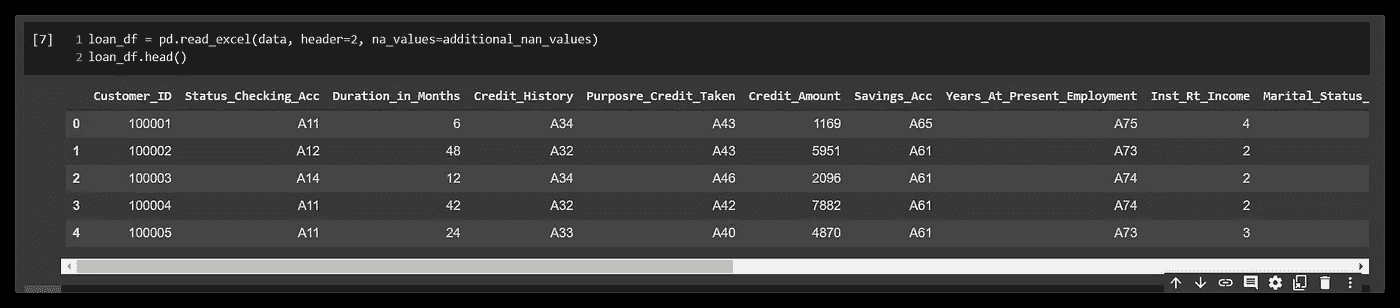 [7] 1 loan_df = pd.read_excel(data, header=2, na_values=additional_nan_values)
2 loan_df.head()
Customer_ID Status_Checking_Acc Duration_in_Months Credit_History Purposre_Credit_Taken Credit_Amount Savings_Acc Years_At_Present_Employment Inst_Rt_Income Marital_Status_
0 100001 A11 6 A34 A43 1169 A65 A75 4
1 100002 A12 48 A32 A43 5951 A61 A73 2
2 100003 A14 12 A34 A46 2096 A61 A74 2
3 100004 A11 42 A32 A42 7882 A61 A74 2
4 100005 A11 24 A33 A40 4870 A61 A73 3